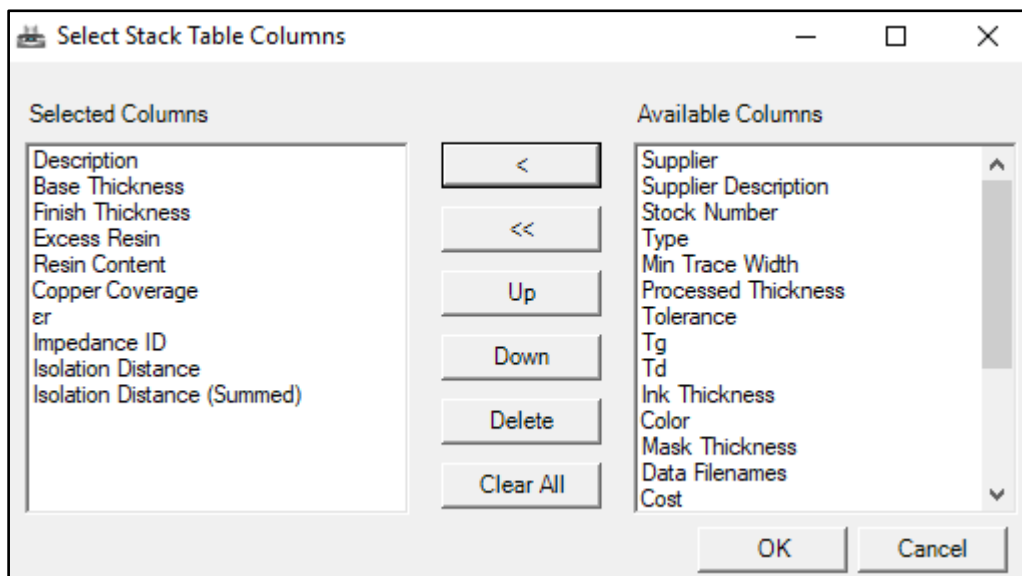 Select Stack Table Columns
Selected Columns
Description
Base Thickness
Finish Thickness
Excess Resin
Resin Content
Copper Coverage
εr
Impedance ID
Isolation Distance
Isolation Distance (Summed)
<
<<
Up
Down
Delete
Clear All
Available Columns
Supplier
Supplier Description
Stock Number
Type
Min Trace Width
Processed Thickness
Tolerance
Tg
Td
Ink Thickness
Color
Mask Thickness
Data Filenames
Cost
OK
Cancel